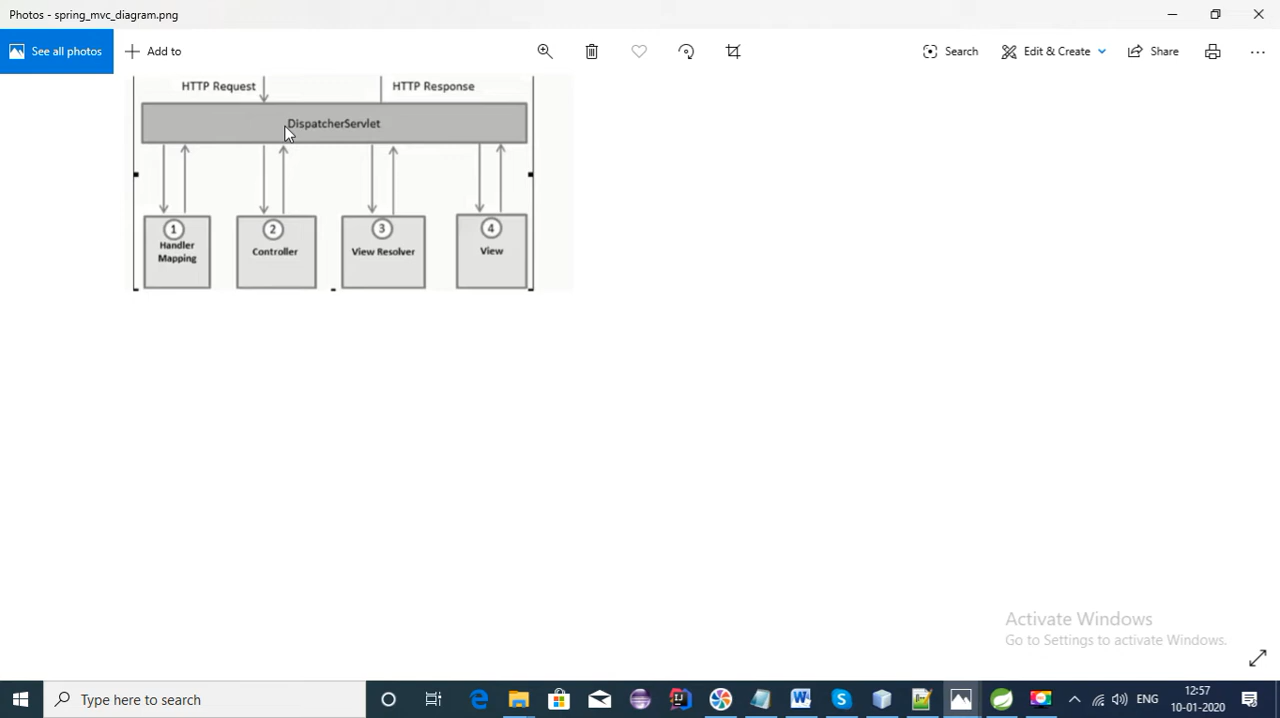 Photos - spring_mvc_diagram.png
See all photos
Add to
Search
Edit & Create
Share
HTTP Request
HTTP Response
DispatcherServlet
1
Handler
Mapping
2
Controller
3
View Resolver
4
View
Activate Windows
Go to Settings to activate Windows.
Type here to search
ENG
12:57
10-01-2020